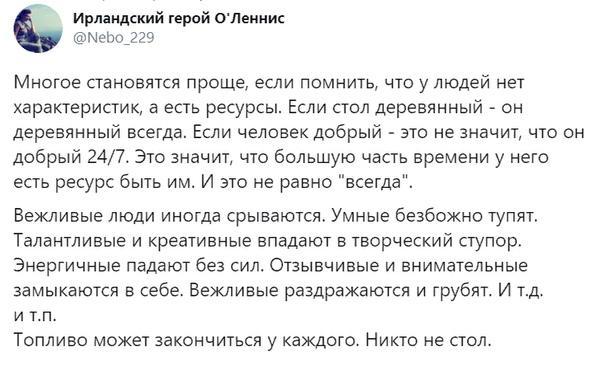 Ирландский герой О'Леннис
@Nebo_229
Многое становятся проще, если помнить, что у людей нет
характеристик, а есть ресурсы. Если стол деревянный - он
деревянный всегда. Если человек добрый - это не значит, что он
добрый 24/7. Это значит, что большую часть времени у него
есть ресурс быть им. И это не равно "всегда".
Вежливые люди иногда срываются. Умные безбожно тупят.
Талантливые и креативные впадают в творческий ступор.
Энергичные падают без сил. Отзывчивые и внимательные
замыкаются в себе. Вежливые раздражаются и грубят. И т.д.
и т.п.
Топливо может закончиться у каждого. Никто не стол.